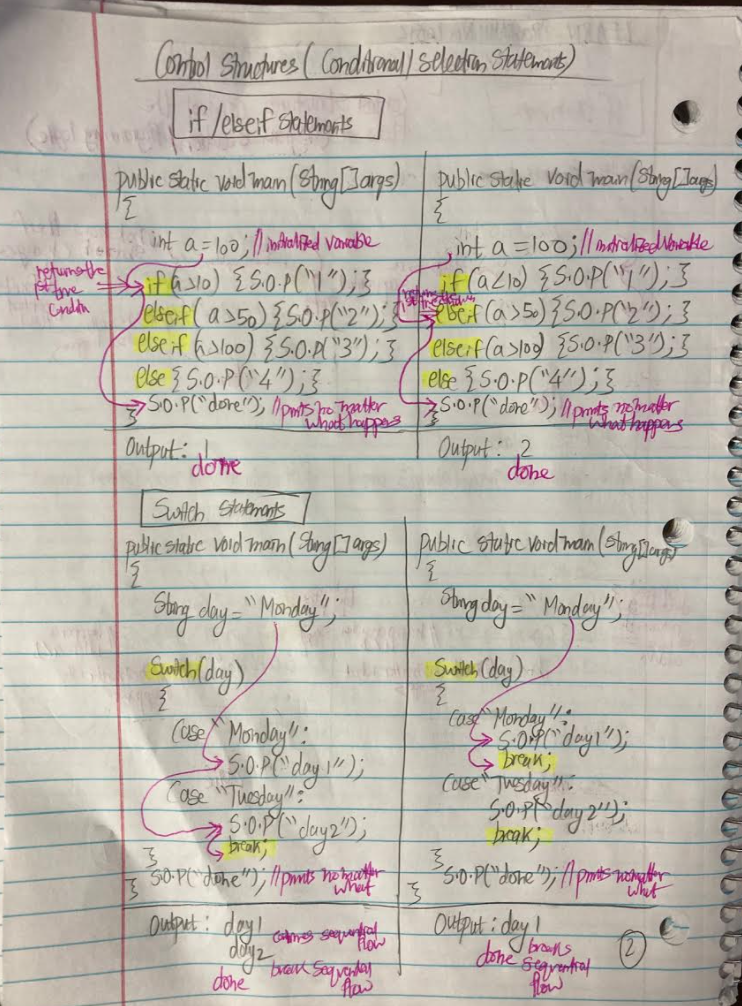 Control Structures (Conditional/Selection Statements)
if/elseif Statements
public static void main(String[]args)
{
int a=100; //initialized variable
returns the
1st true
Condtn
if(a>10) {S.O.P("1");}
elseif(a>50){S.O.P("2");}
elseif(a>100) {S.O.P("3");}
else{S.O.P("4");}
S.O.P("done"); //prints no matter
what happens
}
Output: 1
done
public static void main(String[]args)
{
int a=100; //initialized variable
if(a<10) {S.O.P("1");}
elseif(a>50){S.O.P("2");}
elseif(a>100){S.O.P("3");}
else{S.O.P("4");}
S.O.P("done"); //prints no matter
what happens
}
Output: 2
done
Switch Statements
public static void main(String[]args)
{
String day="Monday";
Switch(day)
{
Case "Monday":
S.O.P("day1");
Case "Tuesday":
S.O.P("day2");
break;
}
S.O.P("done"); //prints no matter
what
}
Output: day1
day2
continues sequential
flow
done
break sequential
flow
public static void main(String[]args)
{
String day="Monday";
Switch(day)
{
Case "Monday":
S.O.P("day1");
break;
Case "Tuesday":
S.O.P("day2");
break;
}
S.O.P("done"); //prints no matter
what
}
Output: day1
done
breaks
sequential
flow
2